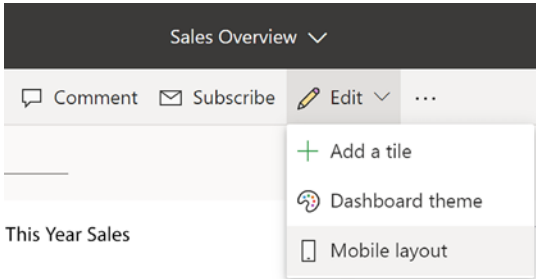 Sales Overview
Comment Subscribe Edit ...
Add a tile
Dashboard theme
This Year Sales
Mobile layout